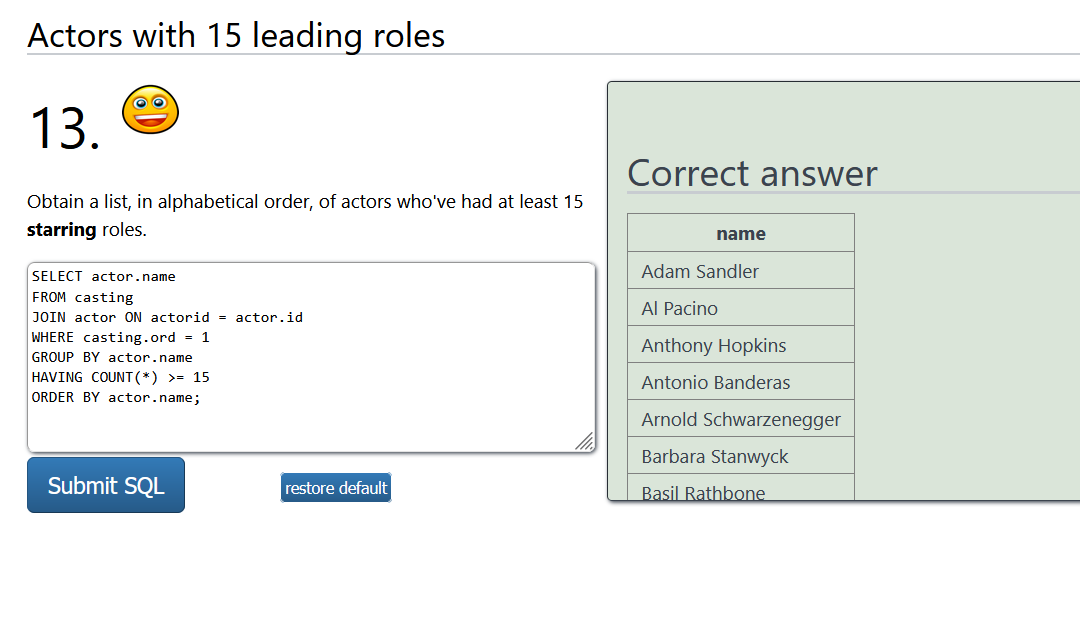 Actors with 15 leading roles
13.
Obtain a list, in alphabetical order, of actors who've had at least 15
starring roles.
SELECT actor.name
FROM casting
JOIN actor ON actorid = actor.id
WHERE casting.ord = 1
GROUP BY actor.name
HAVING COUNT(*) >= 15
ORDER BY actor.name;
Submit SQL
restore default
Correct answer
name
Adam Sandler
Al Pacino
Anthony Hopkins
Antonio Banderas
Arnold Schwarzenegger
Barbara Stanwyck
Basil Rathbone